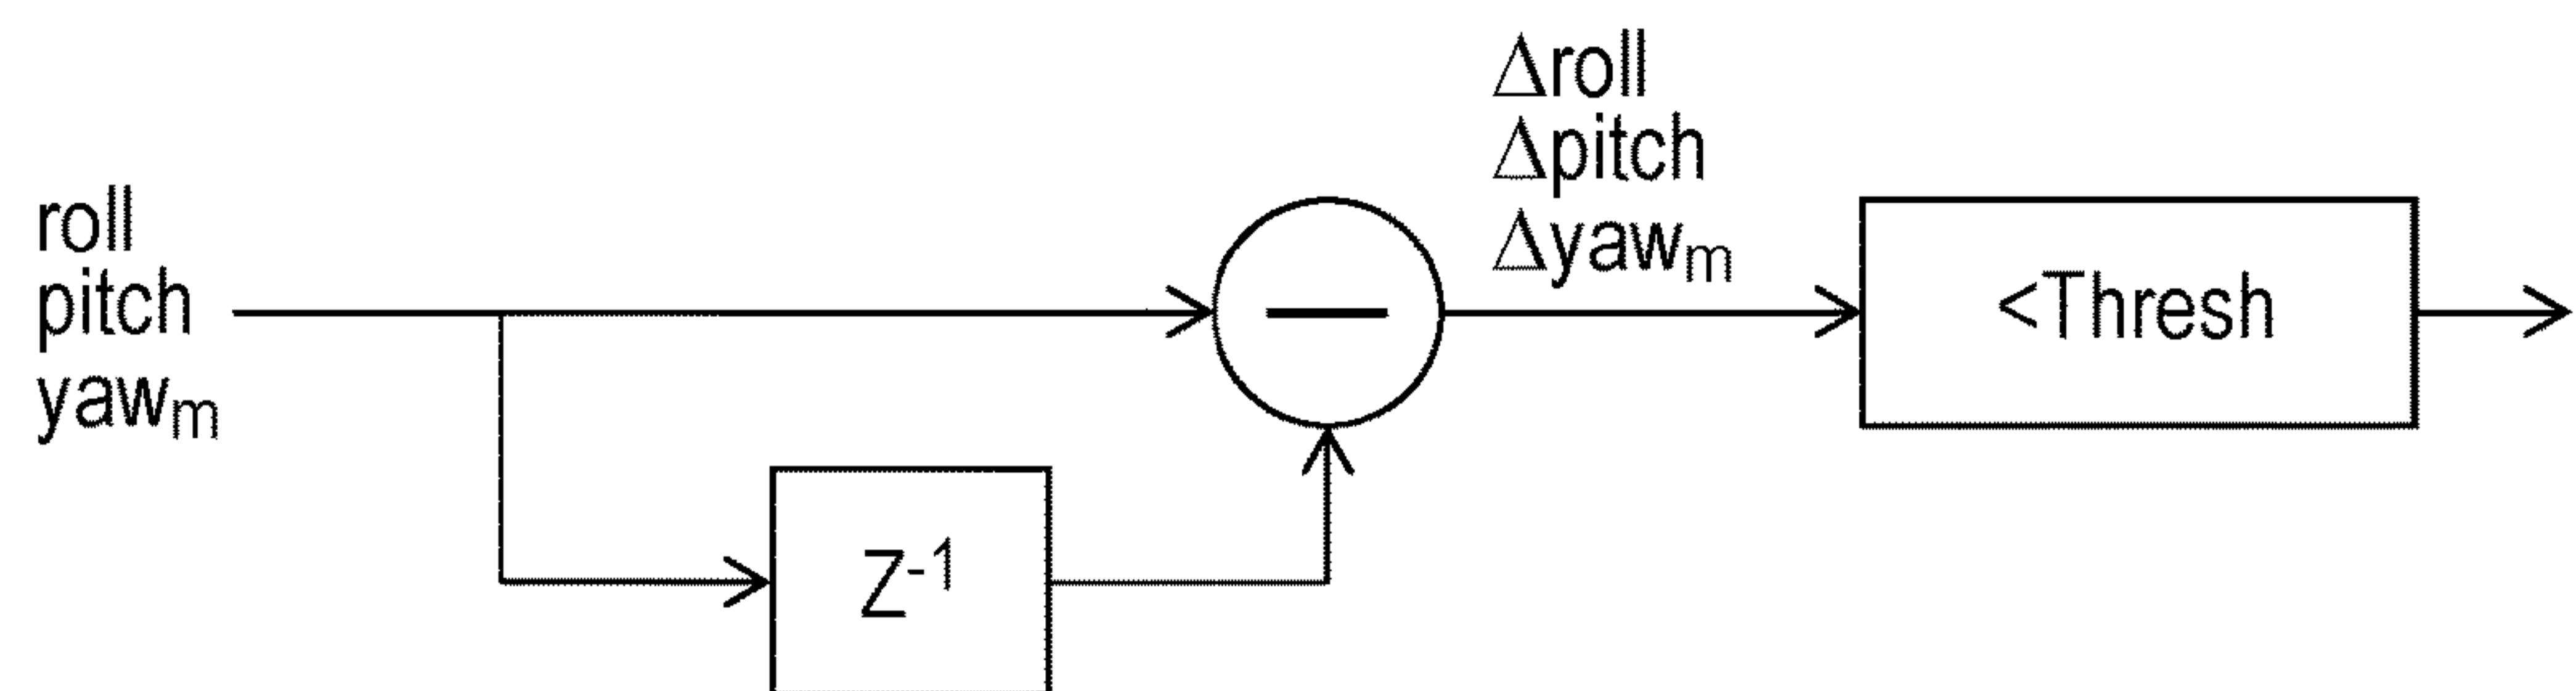 Δroll
Δpitch
Δyawₘ
roll
pitch
yawₘ
<Thresh
Z⁻¹